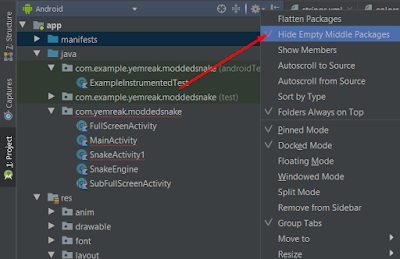 Android
strings.xml
colors
app
manifests
java
com.example.yemreak.moddedsnake (androidTe
ExampleInstrumentedTest
com.example.yemreak.moddedsnake (test)
com.yemreak.moddedsnake
FullScreenActivity
MainActivity
SnakeActivity1
SnakeEngine
SubFullScreenActivity
res
anim
drawable
font
layout
Z: Structure
Captures
1: Project
Flatten Packages
Hide Empty Middle Packages
Show Members
Autoscroll to Source
Autoscroll from Source
Sort by Type
Folders Always on Top
Pinned Mode
Docked Mode
Floating Mode
Windowed Mode
Split Mode
Remove from Sidebar
Group Tabs
Move to
Resize